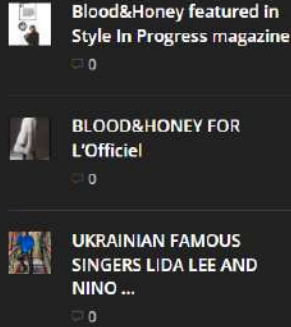 Blood&Honey featured in
Style In Progress magazine
0
BLOOD&HONEY FOR
L'Officiel
0
UKRAINIAN FAMOUS
SINGERS LIDA LEE AND
NINO ...
0